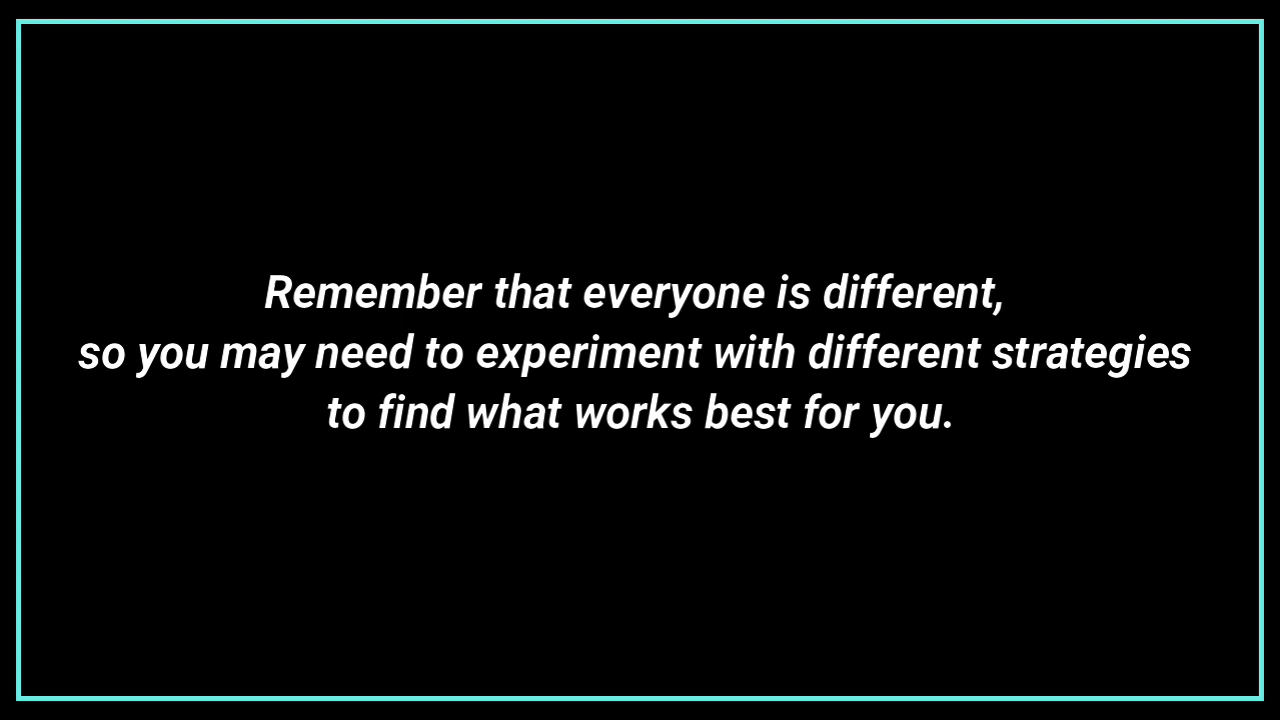 Remember that everyone is different,
so you may need to experiment with different strategies
to find what works best for you.